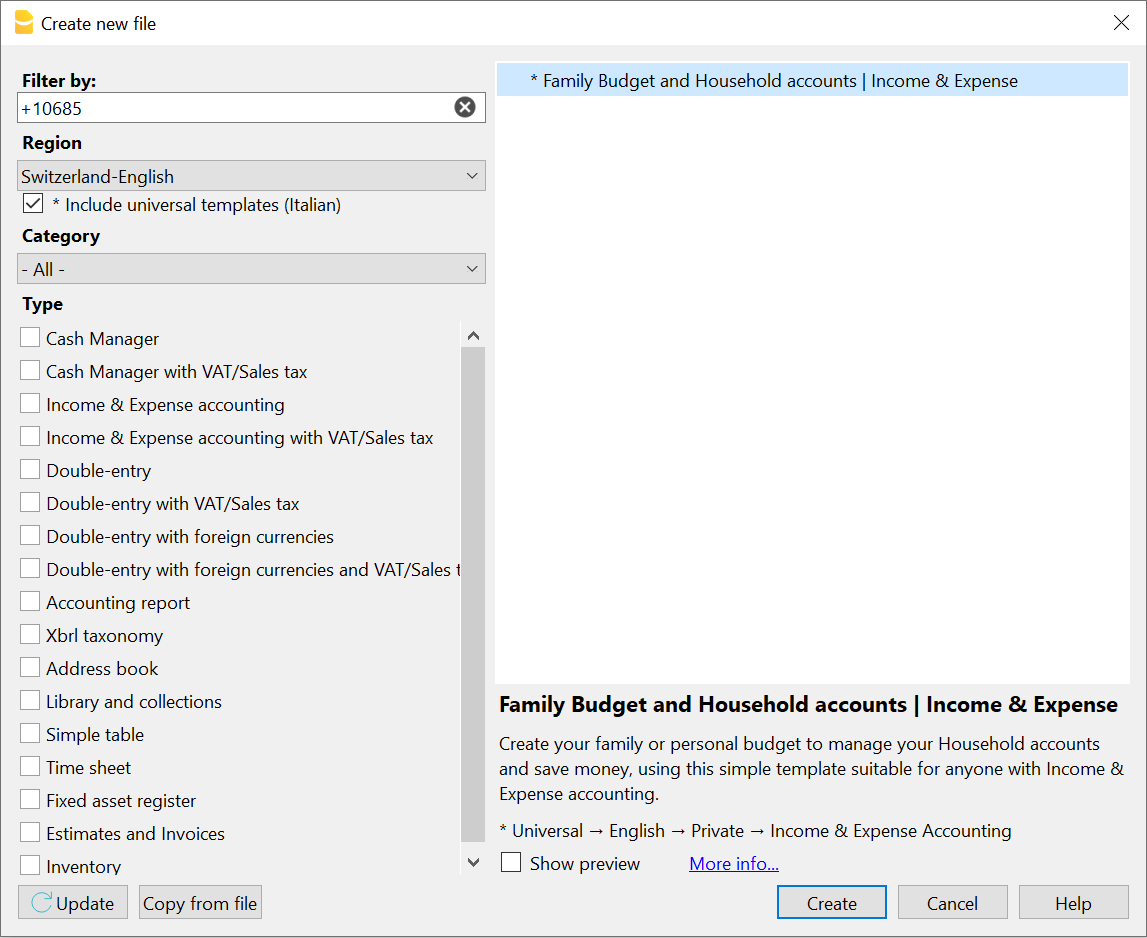 Create new file
Filter by:
+10685
Region
Switzerland-English
* Include universal templates (Italian)
Category
- All -
Type
Cash Manager
Cash Manager with VAT/Sales tax
Income & Expense accounting
Income & Expense accounting with VAT/Sales tax
Double-entry
Double-entry with VAT/Sales tax
Double-entry with foreign currencies
Double-entry with foreign currencies and VAT/Sales t
Accounting report
Xbrl taxonomy
Address book
Library and collections
Simple table
Time sheet
Fixed asset register
Estimates and Invoices
Inventory
Update
Copy from file
* Family Budget and Household accounts | Income & Expense
Family Budget and Household accounts | Income & Expense
Create your family or personal budget to manage your Household accounts
and save money, using this simple template suitable for anyone with Income &
Expense accounting.
* Universal → English → Private → Income & Expense Accounting
Show preview
More info...
Create
Cancel
Help